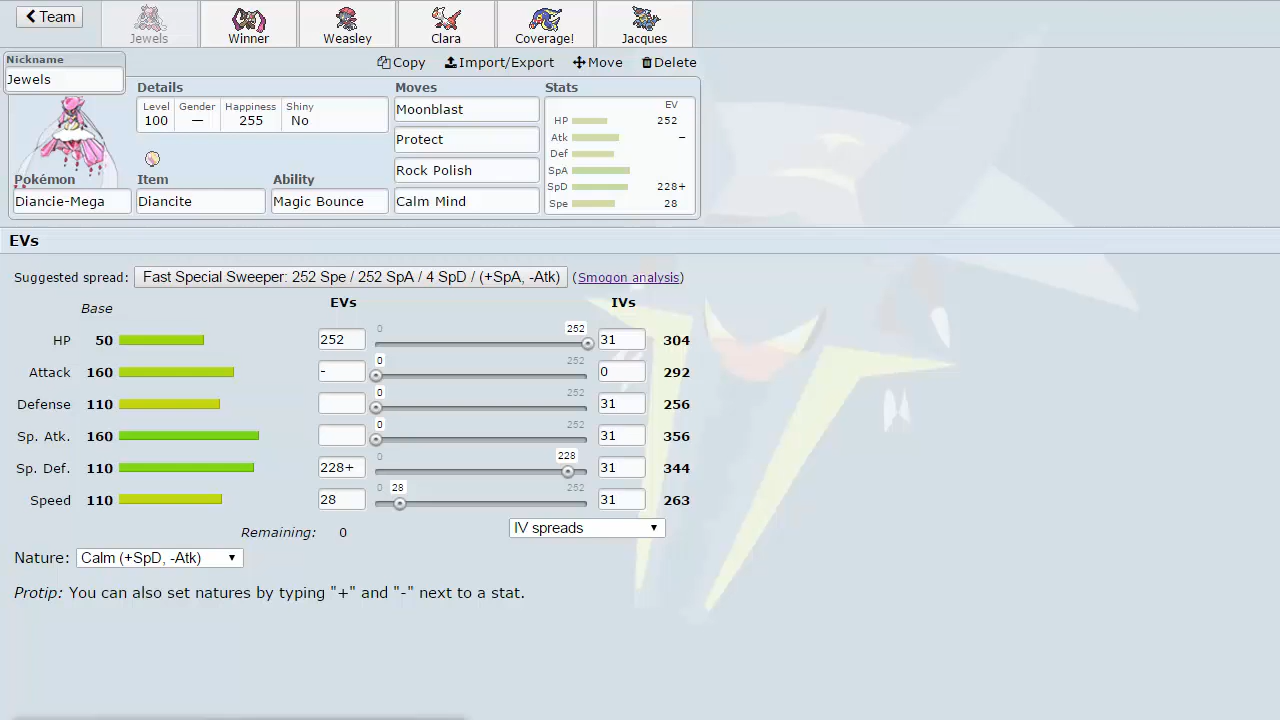 Team
Jewels
Winner
Weasley
Clara
Coverage!
Jacques
Copy Import/Export Move Delete
Nickname
Jewels
Details
Level Gender Happiness Shiny
100 — 255 No
Pokémon
Diancie-Mega
Item
Diancite
Ability
Magic Bounce
Moves
Moonblast
Protect
Rock Polish
Calm Mind
Stats
EV
HP 252
Atk –
Def
SpA
SpD 228+
Spe 28
EVs
Suggested spread: Fast Special Sweeper: 252 Spe / 252 SpA / 4 SpD / (+SpA, -Atk) (Smogon analysis)
Base EVs IVs
HP 50 252 0 252 31 304
Attack 160 - 0 252 0 292
Defense 110 0 252 31 256
Sp. Atk. 160 0 252 31 356
Sp. Def. 110 228+ 0 228 31 344
Speed 110 28 0 28 252 31 263
Remaining: 0 IV spreads
Nature: Calm (+SpD, -Atk)
Protip: You can also set natures by typing "+" and "-" next to a stat.